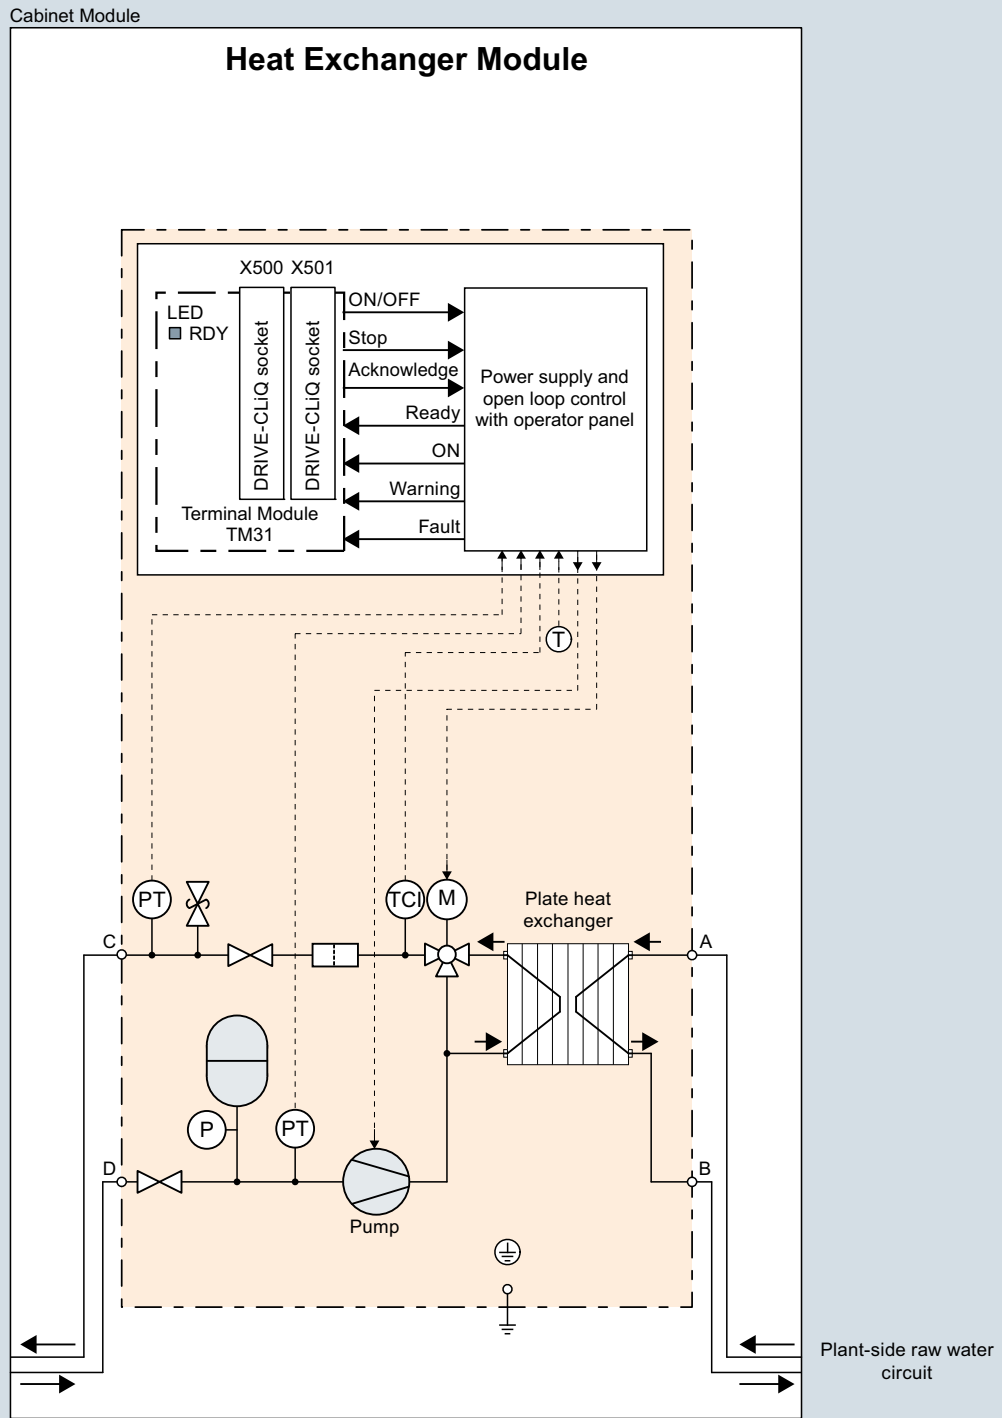 Cabinet Module
Heat Exchanger Module
X500 X501
LED
RDY
DRIVE-CLiQ socket
DRIVE-CLiQ socket
Terminal Module
TM31
ON/OFF
Stop
Acknowledge
Ready
ON
Warning
Fault
Power supply and
open loop control
with operator panel
T
PT
TCI
M
Plate heat
exchanger
C
A
P
PT
D
B
Pump
Plant-side raw water
circuit